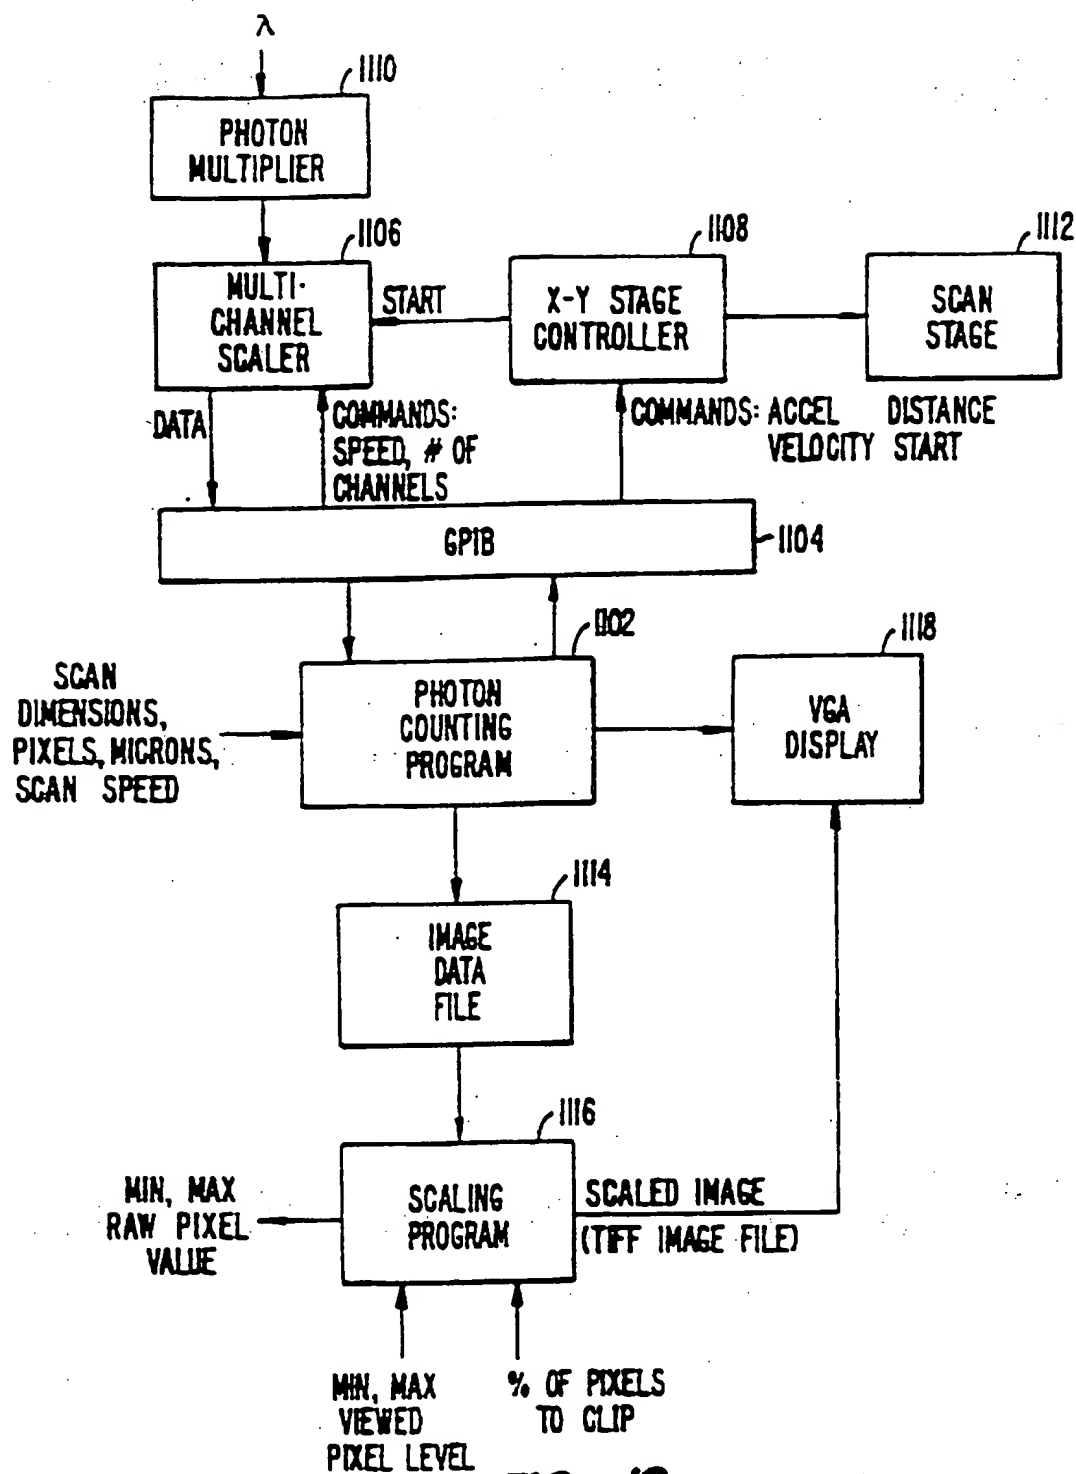 λ
1110
PHOTON
MULTIPLIER
1106
MULTI-
CHANNEL
SCALER
START
1108
X-Y STAGE
CONTROLLER
1112
SCAN
STAGE
DATA
COMMANDS:
SPEED, # OF
CHANNELS
COMMANDS: ACCEL DISTANCE
VELOCITY START
GPIB
1104
1102
PHOTON
COUNTING
PROGRAM
SCAN
DIMENSIONS,
PIXELS, MICRONS,
SCAN SPEED
1118
VGA
DISPLAY
1114
IMAGE
DATA
FILE
1116
SCALING
PROGRAM
SCALED IMAGE
(TIFF IMAGE FILE)
MIN, MAX
RAW PIXEL
VALUE
MIN, MAX
VIEWED
PIXEL LEVEL
% OF PIXELS
TO CLIP